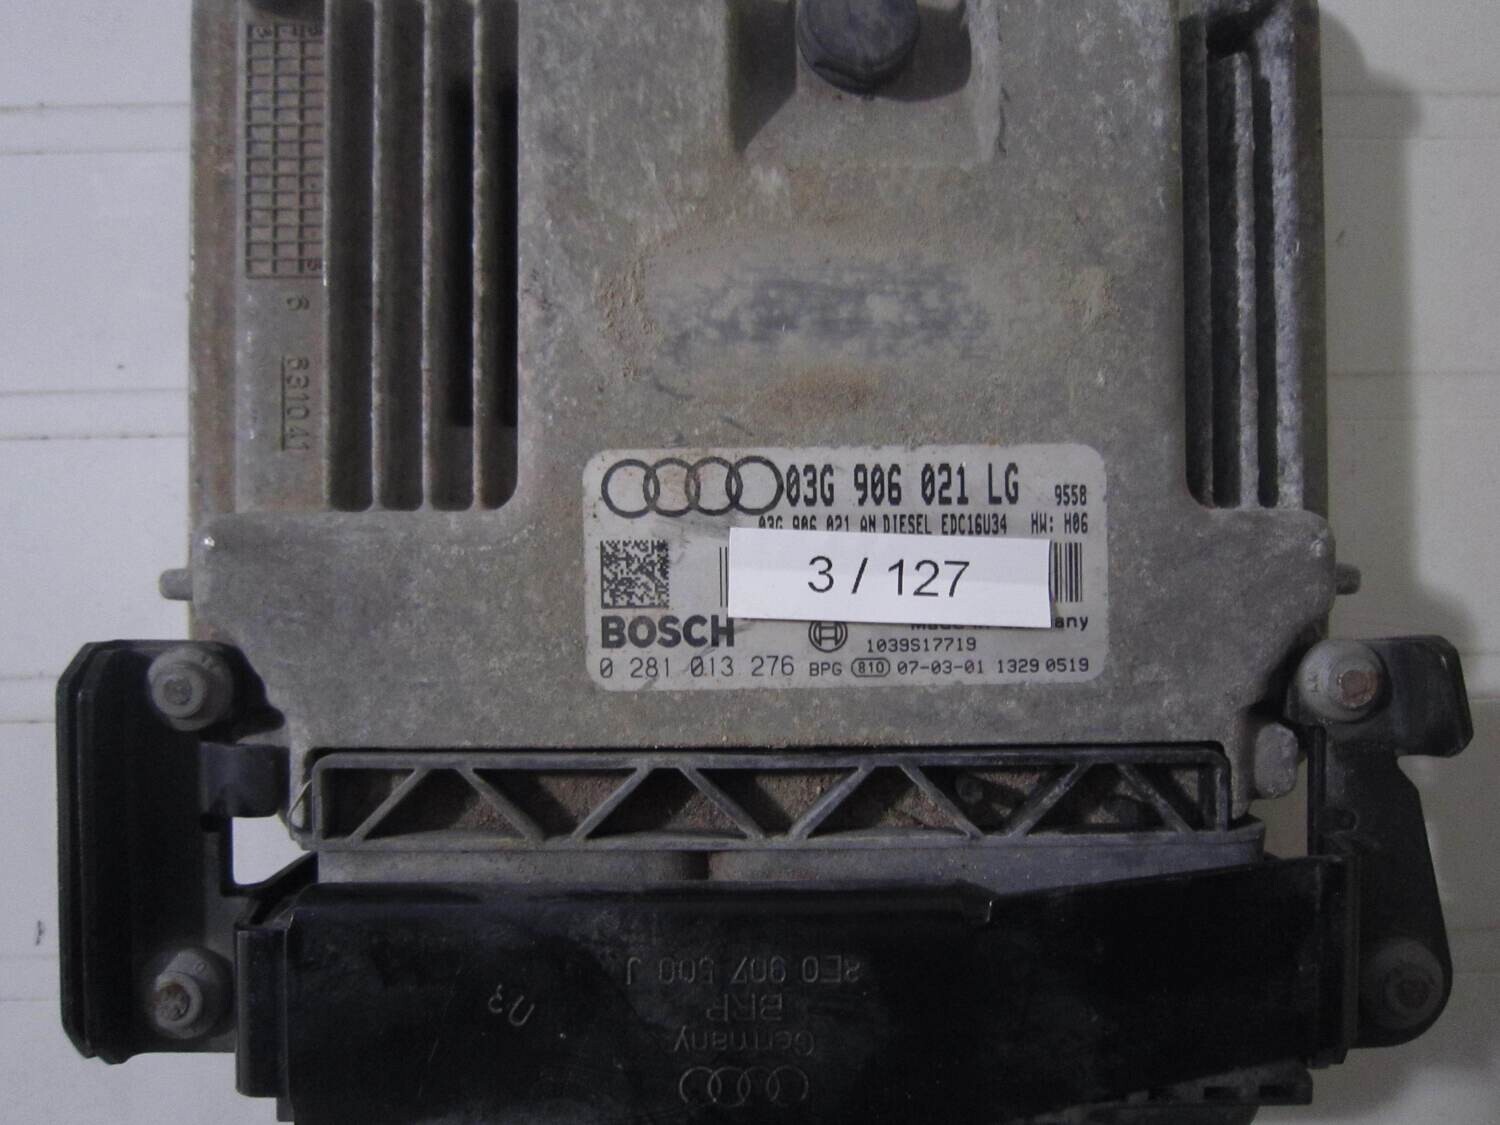 03G 906 021 LG 9558
03G 906 021 AN DIESEL EDC16U34 HW: H06
3 / 127
BOSCH
1039S17719
0 281 013 276 BPG 810 07-03-01 1329 0519
6 631041
8E0 907 500 J
BRP
Germany